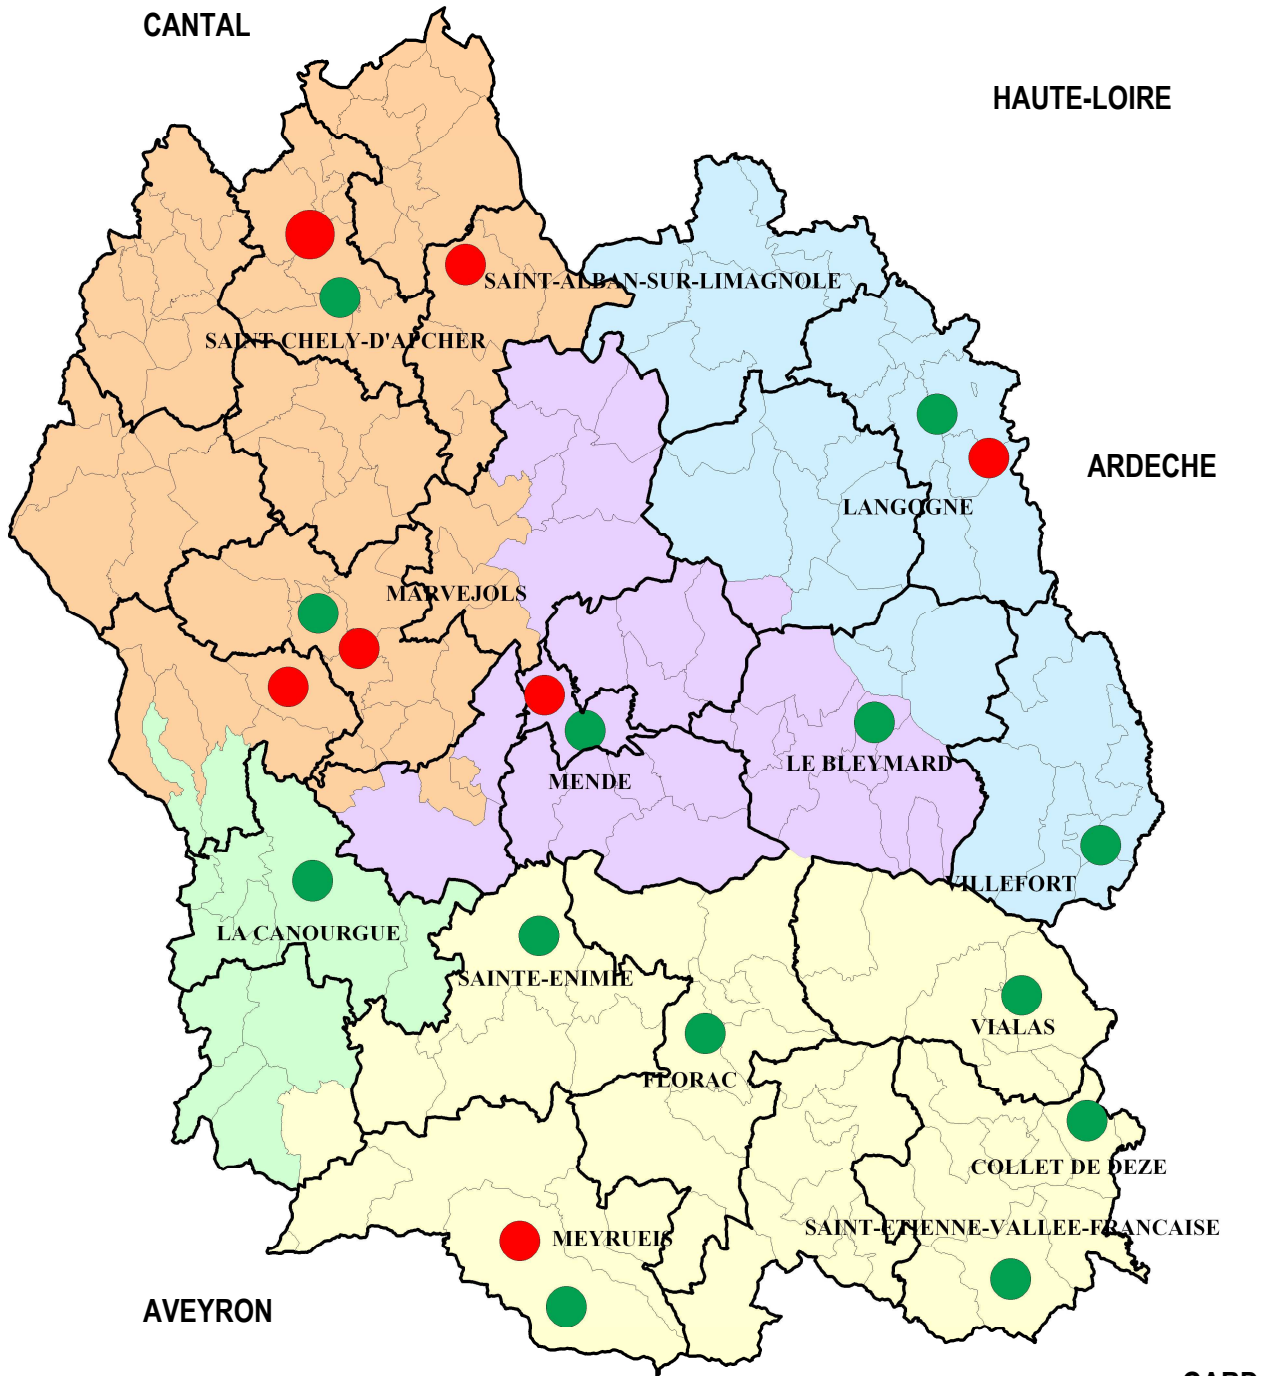 CANTAL
HAUTE-LOIRE
SAINT-ALBAN-SUR-LIMAGNOLE
SAINT-CHELY-D'APCHER
ARDECHE
LANGOGNE
MARVEJOLS
LE BLEYMARD
MENDE
VILLEFORT
LA CANOURGUE
SAINTE-ENIMIE
VIALAS
FLORAC
COLLET DE DEZE
SAINT-ETIENNE-VALLEE-FRANCAISE
MEYRUEIS
AVEYRON
GARD